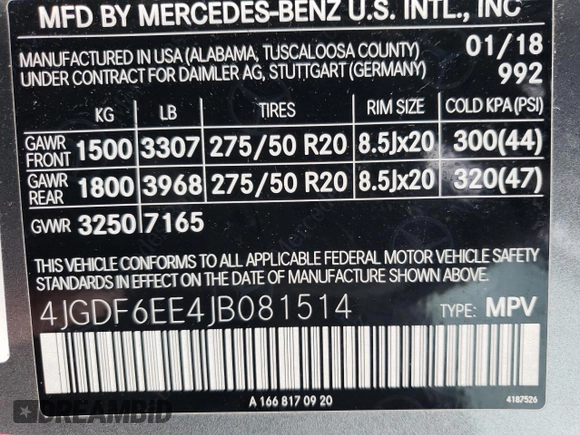 MFD BY MERCEDES-BENZ U.S. INTL., INC
MANUFACTURED IN USA (ALABAMA, TUSCALOOSA COUNTY) 01/18
UNDER CONTRACT FOR DAIMLER AG, STUTTGART (GERMANY) 992
KG LB TIRES RIM SIZE COLD KPA(PSI)
GAWR FRONT 1500 3307 275/50 R20 8.5Jx20 300(44)
GAWR REAR 1800 3968 275/50 R20 8.5Jx20 320(47)
GVWR 3250 7165
THIS VEHICLE CONFORMS TO ALL APPLICABLE FEDERAL MOTOR VEHICLE SAFETY
STANDARDS IN EFFECT ON THE DATE OF MANUFACTURE SHOWN ABOVE.
4JGDF6EE4JB081514 TYPE: MPV
A 166 817 09 20 4187526
DREAMBID